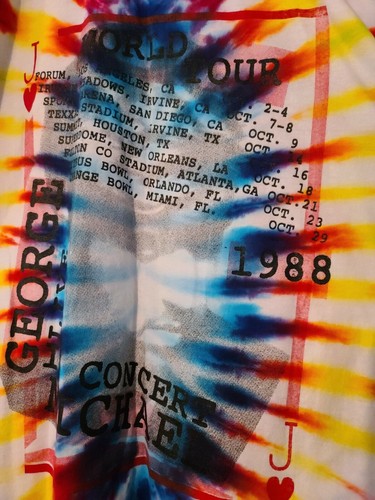 J
WORLD
TOUR
FORUM, LOS ANGELES, CA OCT. 2-4
IRVINE MEADOWS, IRVINE, CA OCT. 7-8
SPORTS ARENA, SAN DIEGO, CA OCT. 9
TEXAS STADIUM, IRVINE, TX OCT. 14
SUMMIT, HOUSTON, TX OCT. 16
SUPERDOME, NEW ORLEANS, LA OCT. 18
FULTON CO STADIUM, ATLANTA, GA OCT. 21
CITRUS BOWL, ORLANDO, FL OCT. 23
ORANGE BOWL, MIAMI, FL. OCT. 29
1988
GEORGE
CONCERT
J